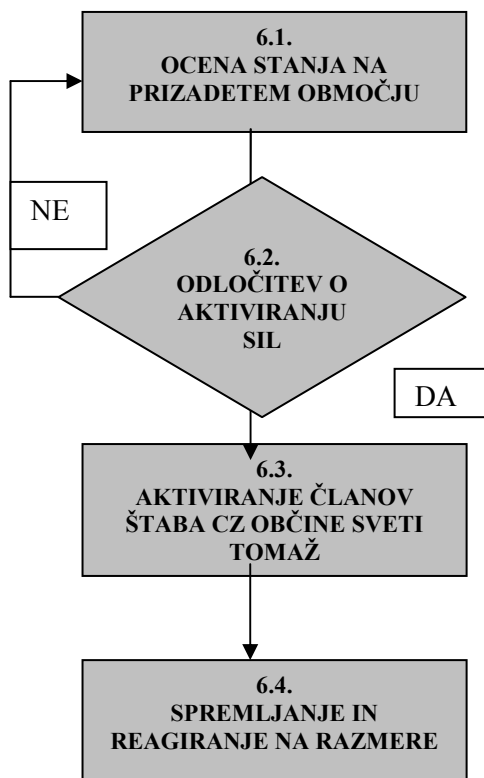 6.1.
OCENA STANJA NA
PRIZADETEM OBMOČJU
NE
6.2.
ODLOČITEV O
AKTIVIRANJU
SIL
DA
6.3.
AKTIVIRANJE ČLANOV
ŠTABA CZ OBČINE SVETI
TOMAŽ
6.4.
SPREMLJANJE IN
REAGIRANJE NA RAZMERE